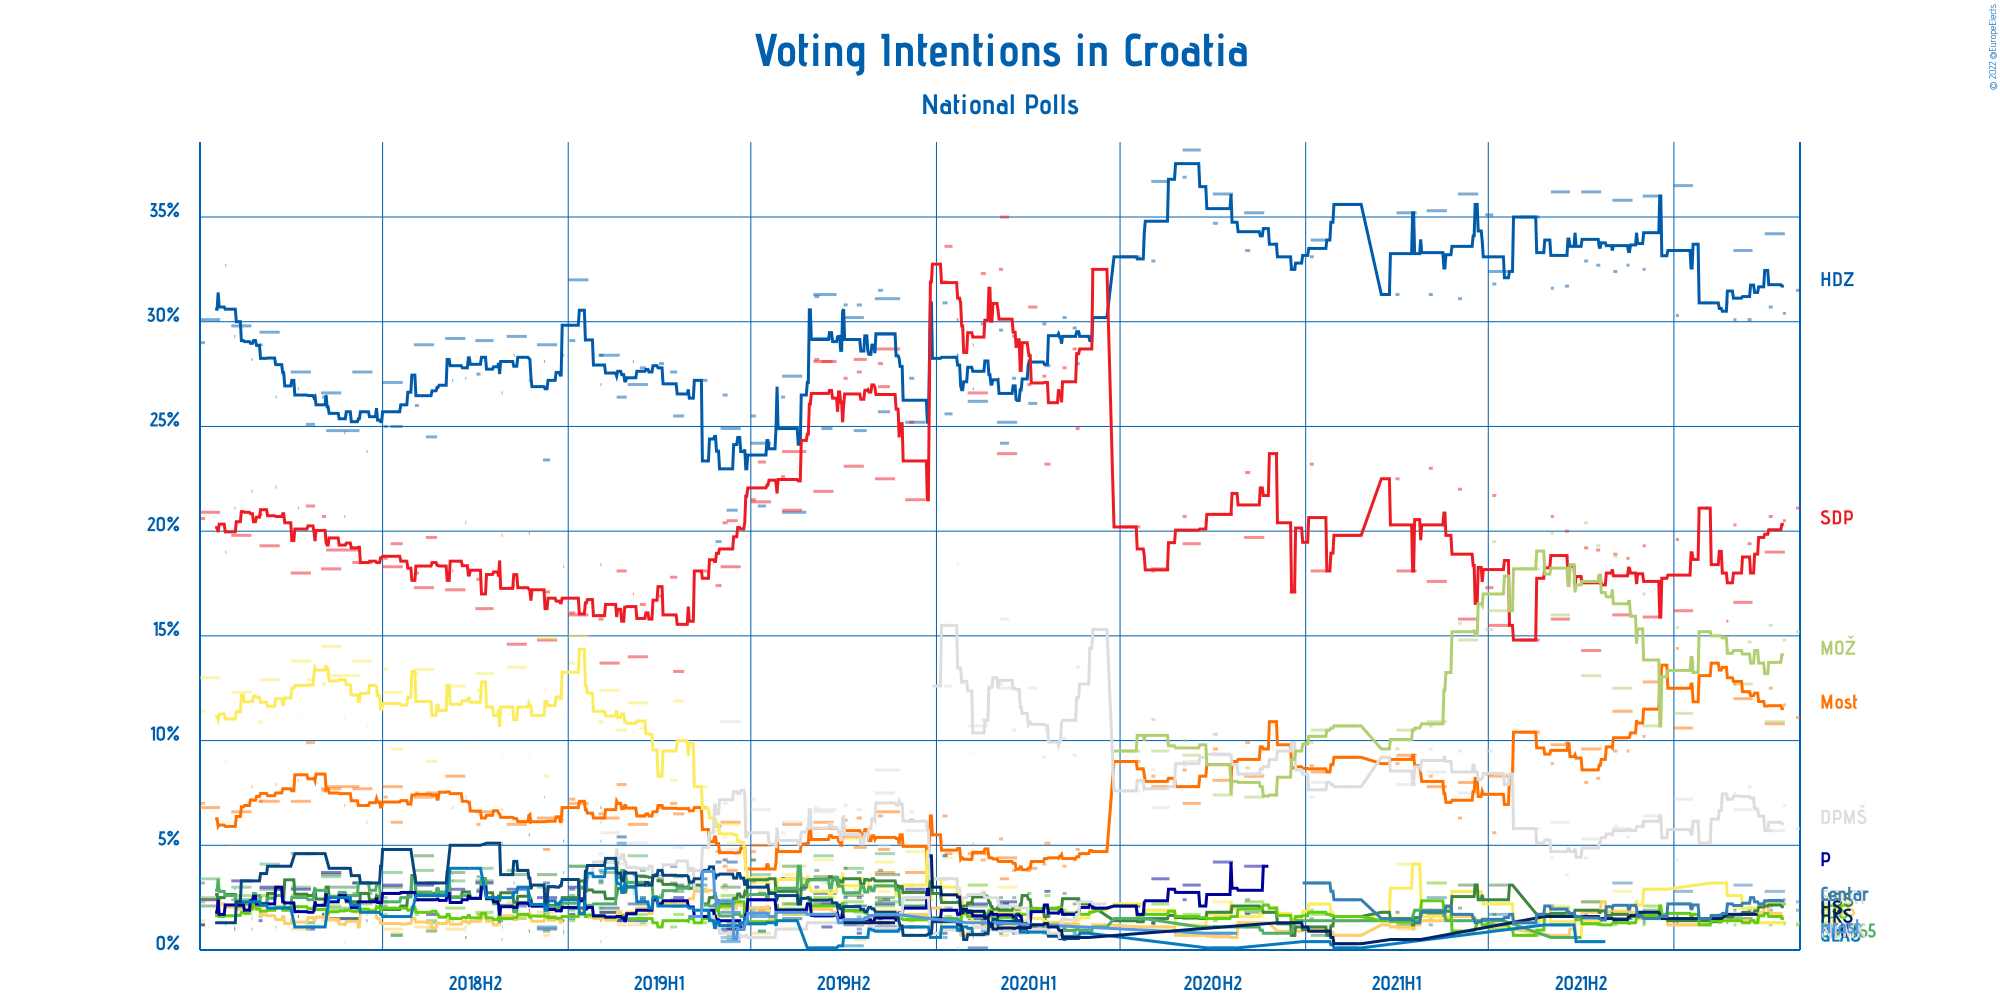 Voting Intentions in Croatia
National Polls
© 2022 @EuropeElects
35%
30%
25%
20%
15%
10%
5%
0%
HDZ
SDP
MOŽ
Most
DPMŠ
P
Centar
HRS
GLAS
2018H2
2019H1
2019H2
2020H1
2020H2
2021H1
2021H2